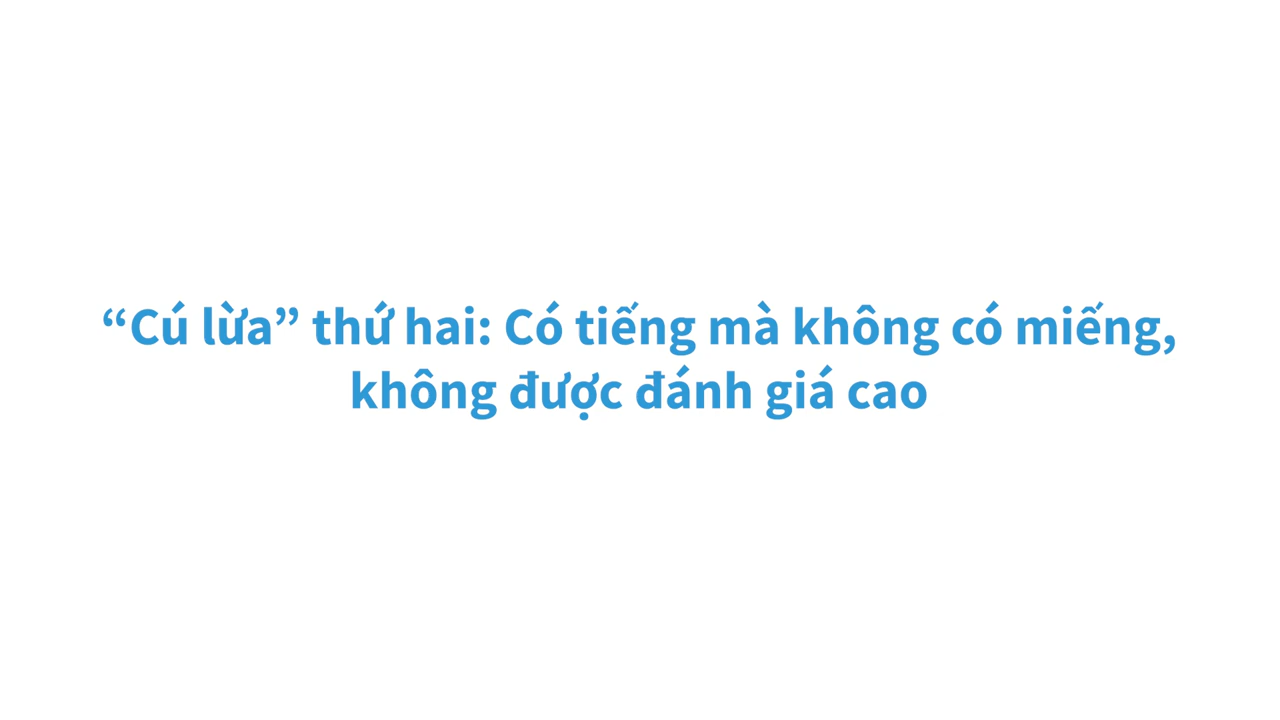 “Cú lừa” thứ hai: Có tiếng mà không có miếng,
không được đánh giá cao